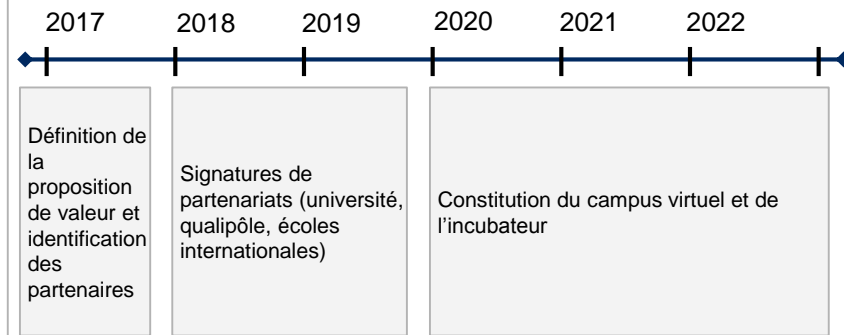 2017 2018 2019 2020 2021 2022
Définition de
la
proposition
de valeur et
identification
des
partenaires
Signatures de
partenariats (université,
qualipôle, écoles
internationales)
Constitution du campus virtuel et de
l’incubateur